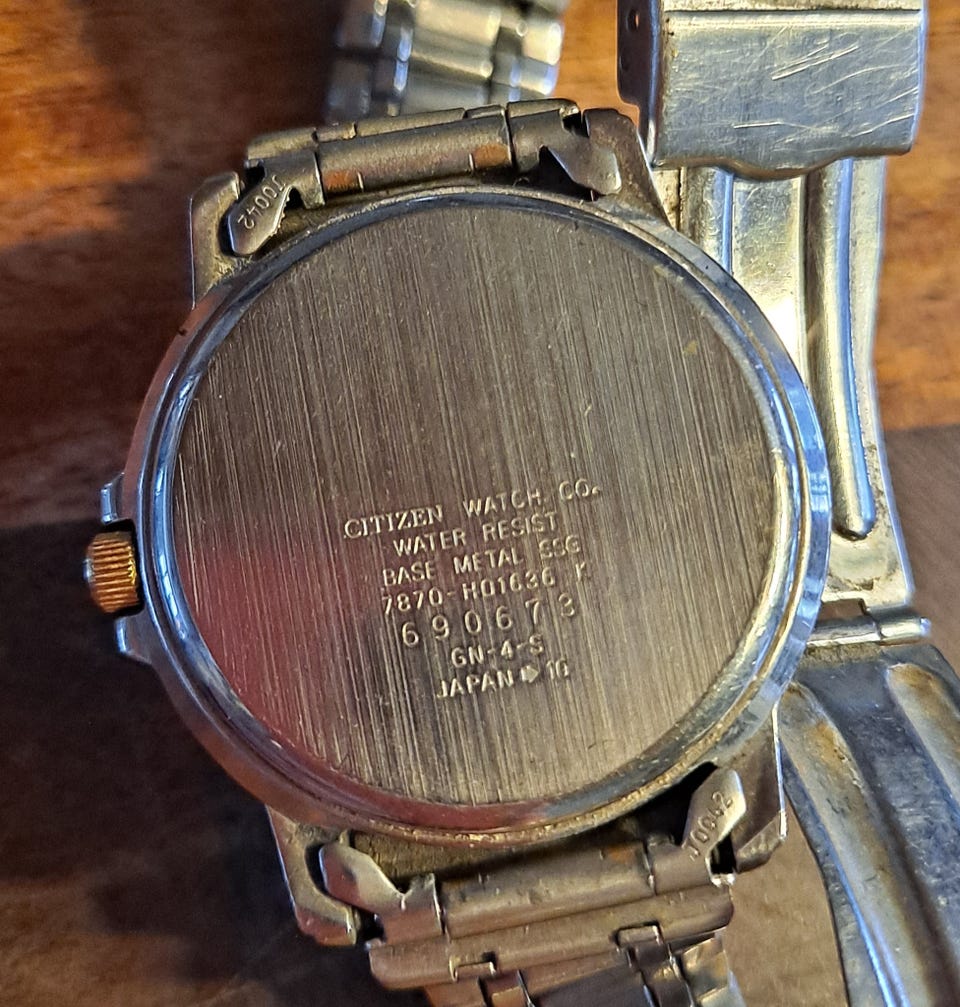 J0042
CITIZEN WATCH CO.
WATER RESIST
BASE METAL SSG
7870-H01636 K
690673
GN-4-S
JAPAN 10
J0042